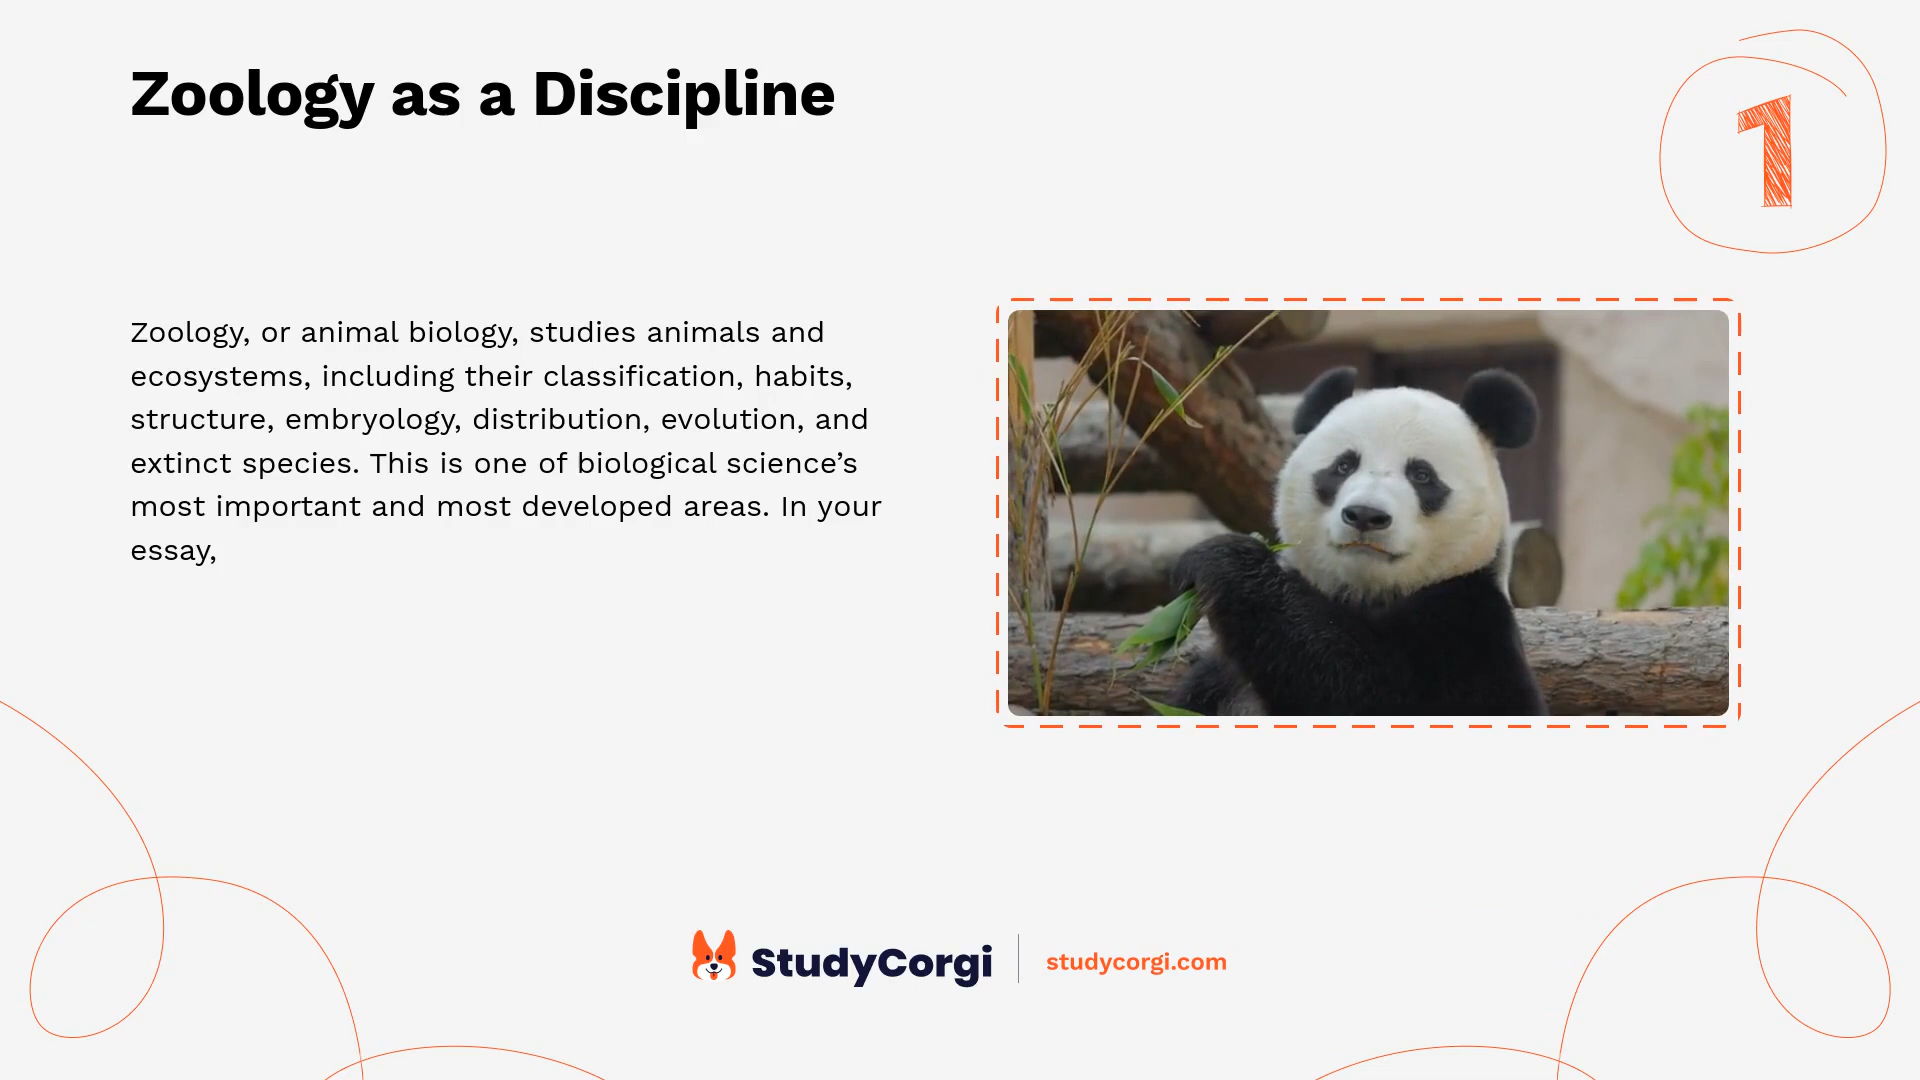 Zoology as a Discipline
1
Zoology, or animal biology, studies animals and
ecosystems, including their classification, habits,
structure, embryology, distribution, evolution, and
extinct species. This is one of biological science’s
most important and most developed areas. In your
essay,
StudyCorgi
studycorgi.com